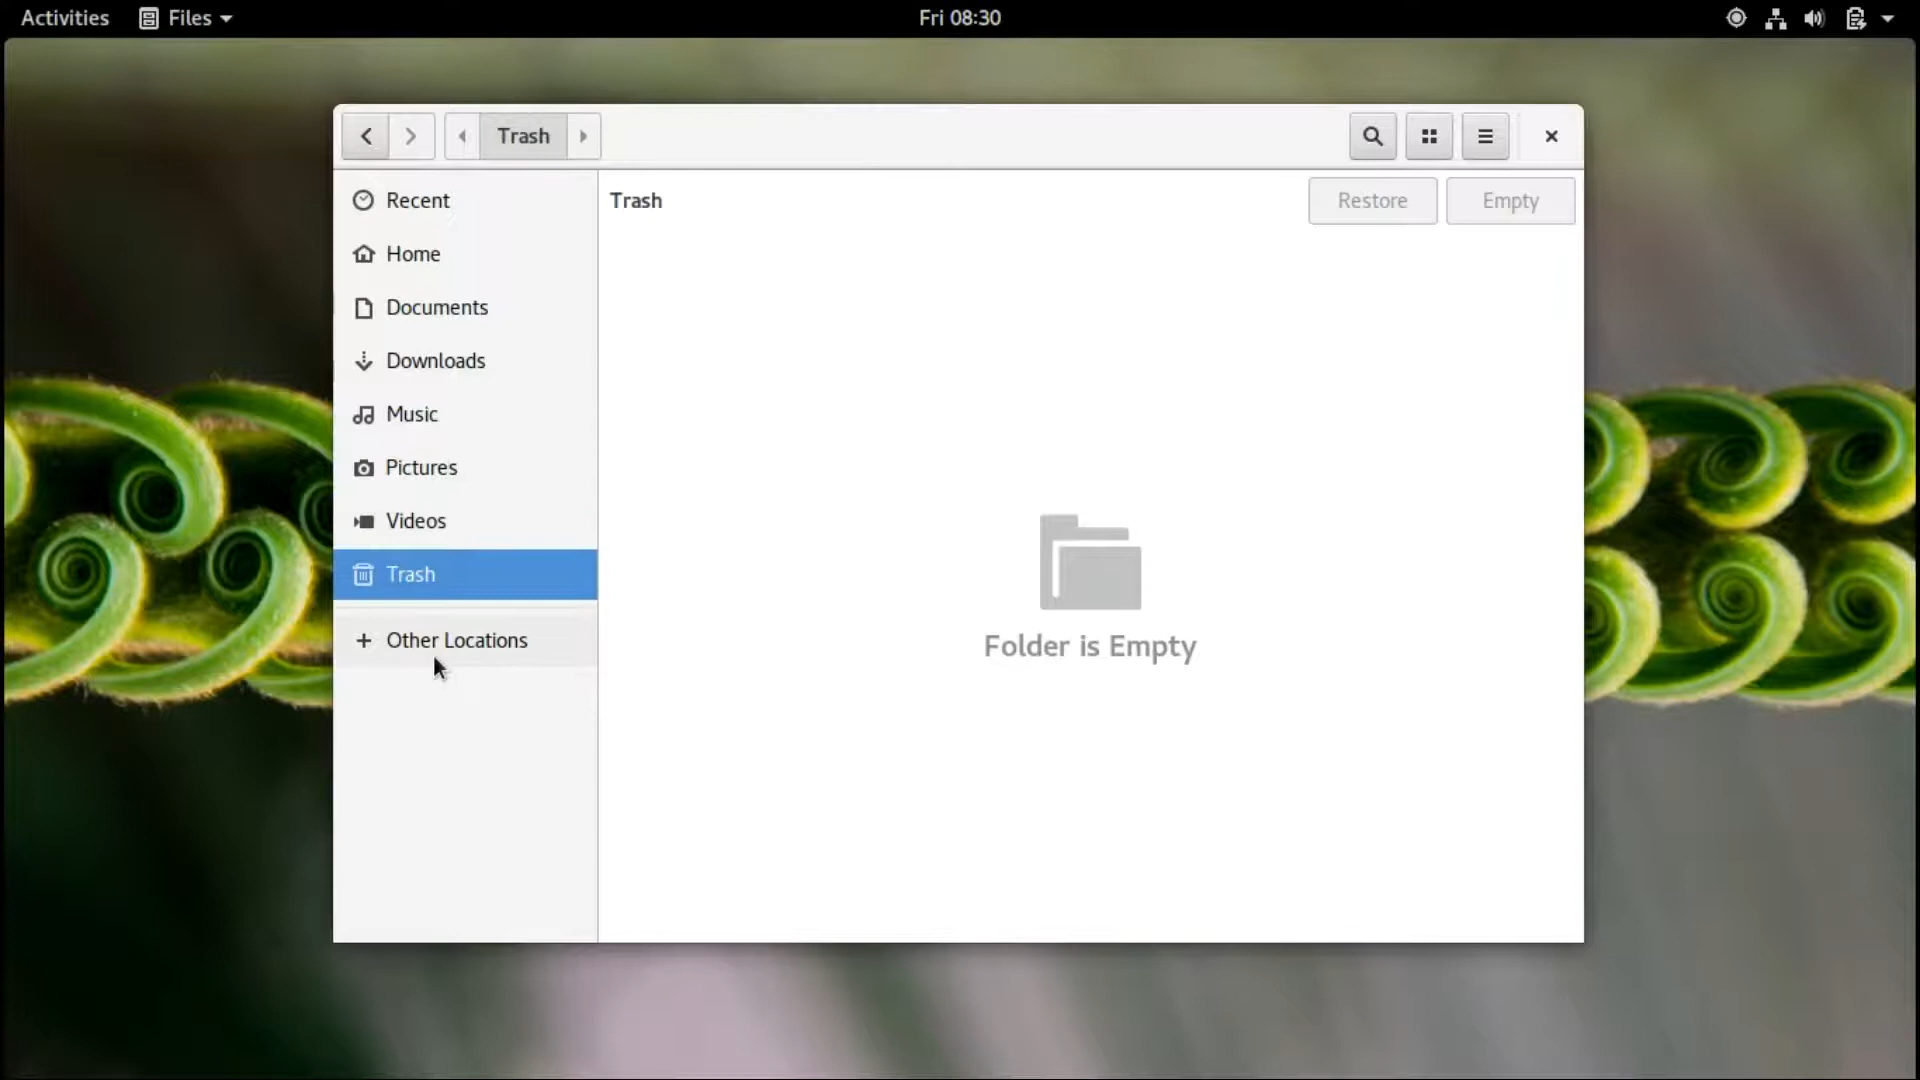 Activities Files Fri 08:30
Trash
Recent
Home
Documents
Downloads
Music
Pictures
Videos
Trash
Other Locations
Trash Restore Empty
Folder is Empty